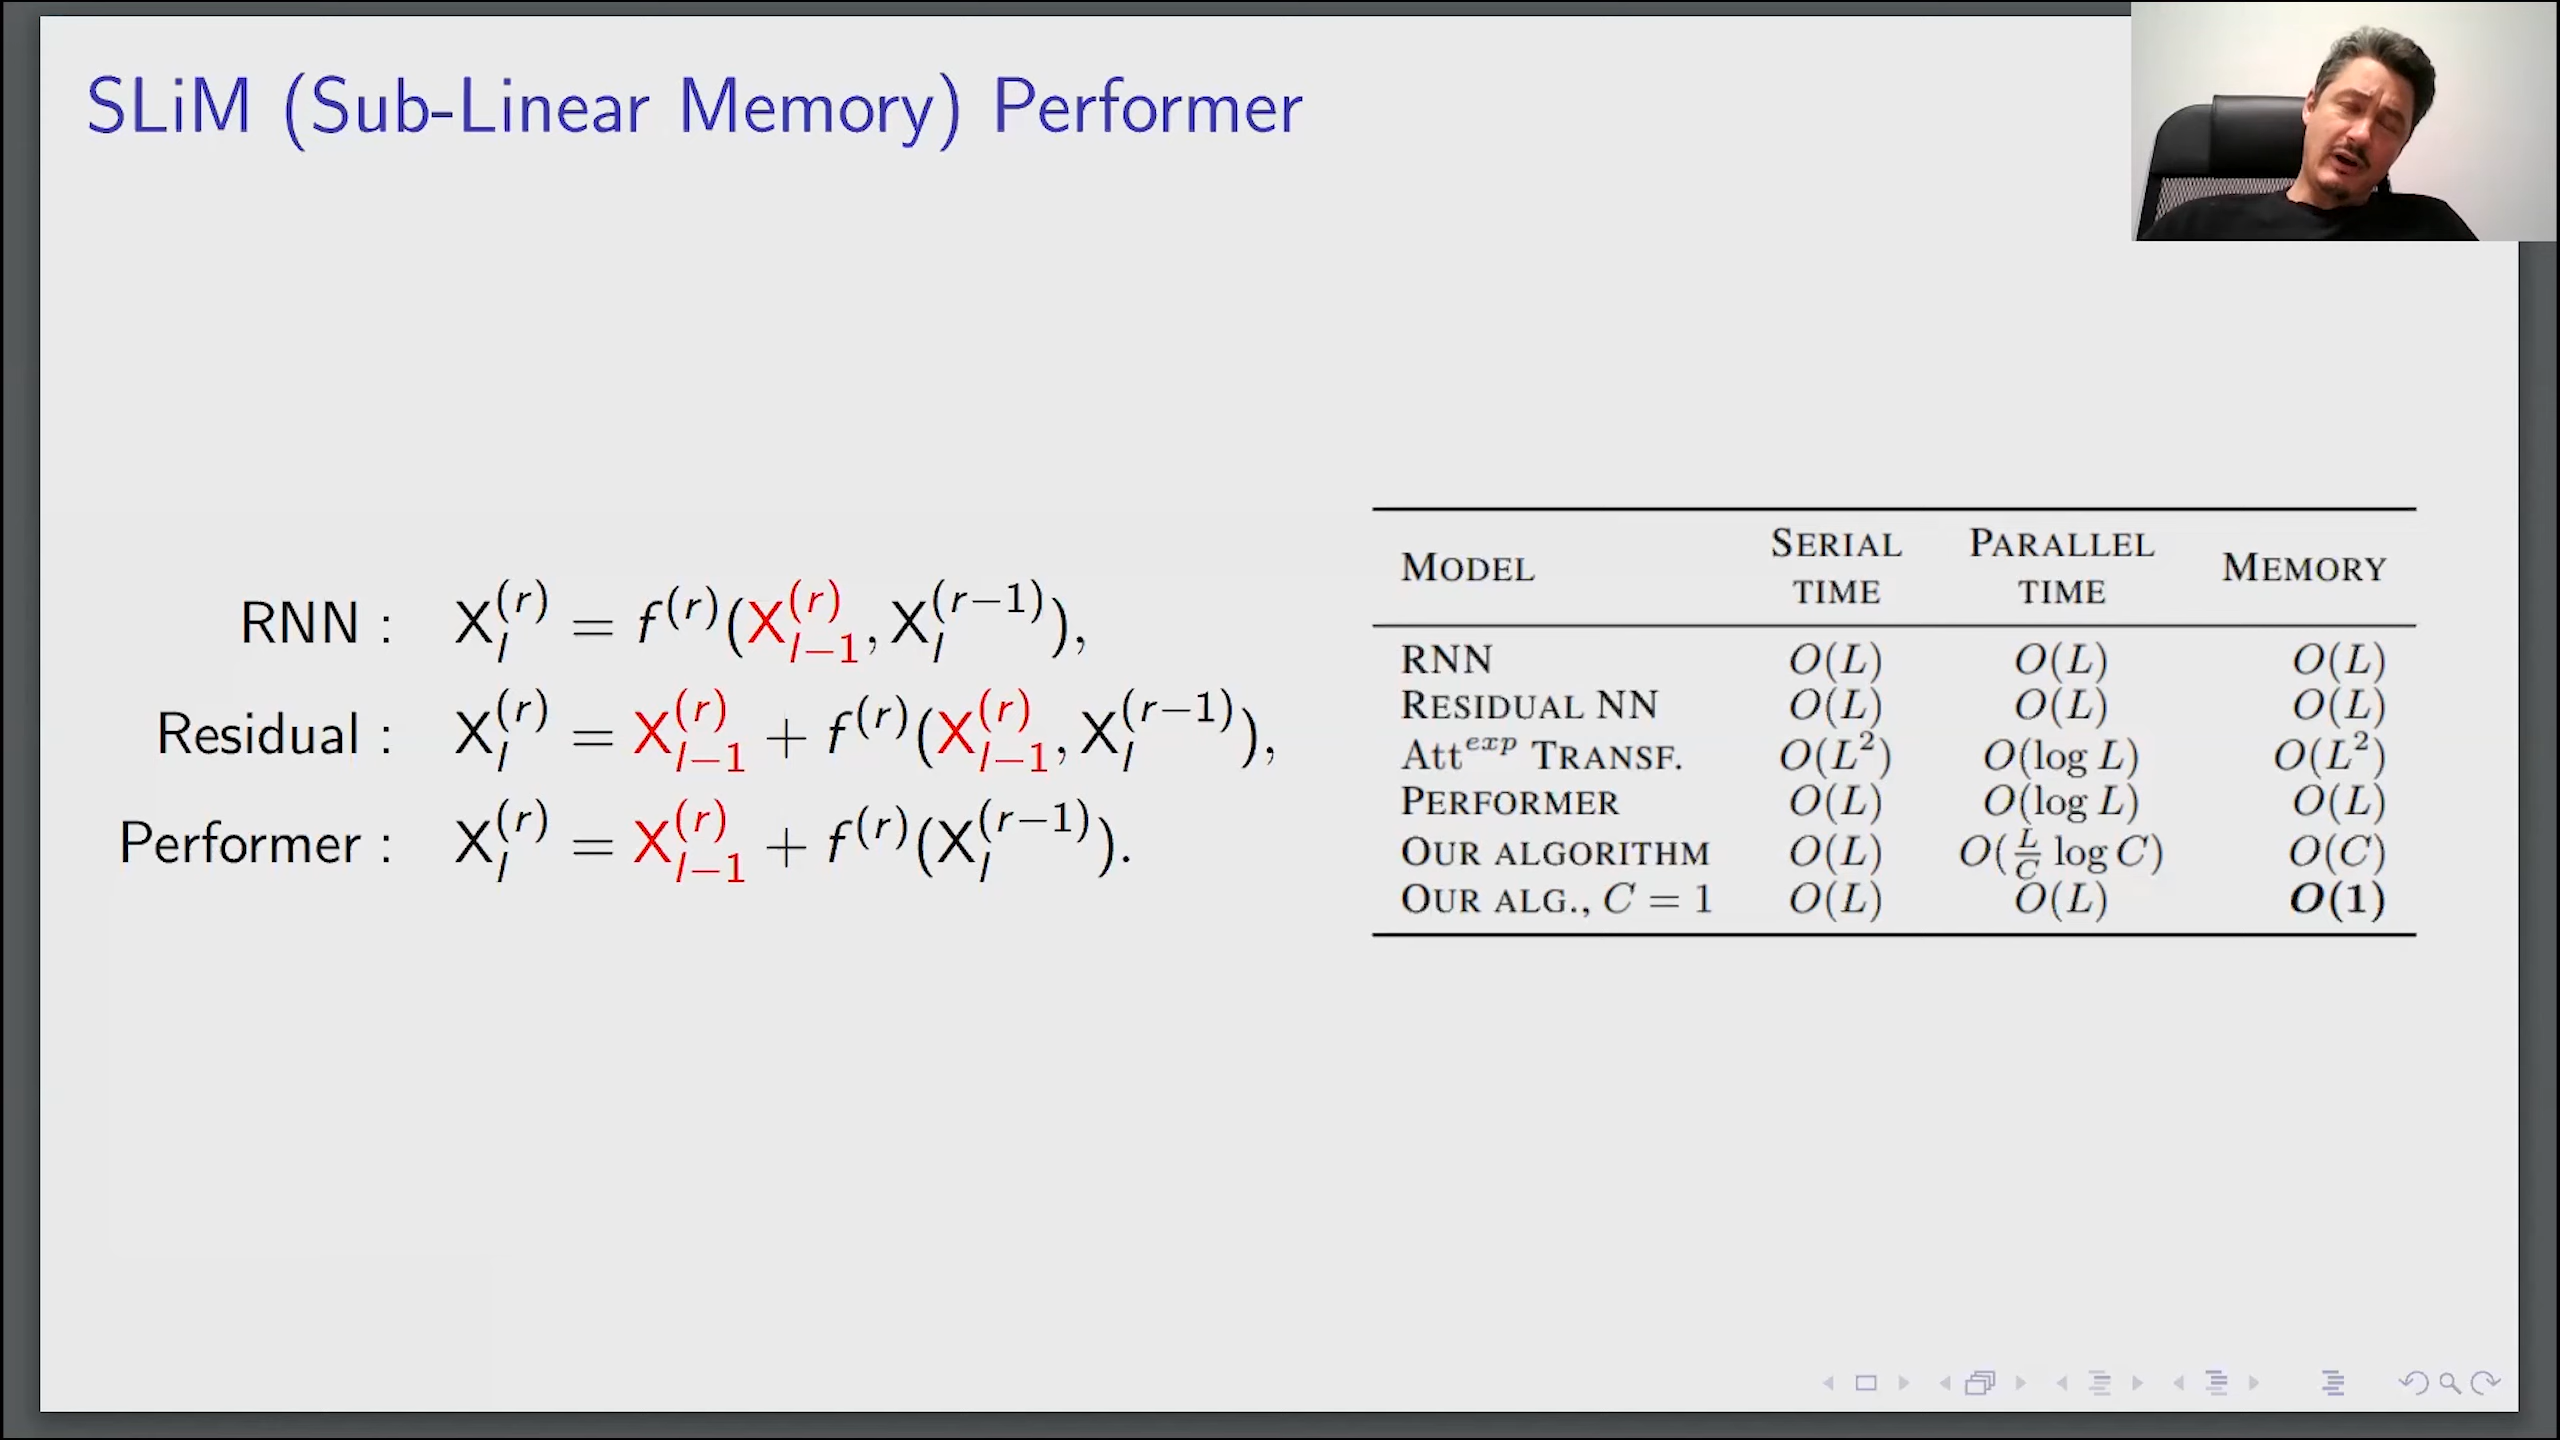 SLiM (Sub-Linear Memory) Performer
RNN : X_l^{(r)} = f^{(r)}(X_{l−1}^{(r)}, X_l^{(r−1)}),
Residual : X_l^{(r)} = X_{l−1}^{(r)} + f^{(r)}(X_{l−1}^{(r)}, X_l^{(r−1)}),
Performer : X_l^{(r)} = X_{l−1}^{(r)} + f^{(r)}(X_l^{(r−1)}).
MODEL SERIAL TIME PARALLEL TIME MEMORY
RNN O(L) O(L) O(L)
RESIDUAL NN O(L) O(L) O(L)
Att^{exp} TRANSF. O(L^2) O(log L) O(L^2)
PERFORMER O(L) O(log L) O(L)
OUR ALGORITHM O(L) O(\frac{L}{C} log C) O(C)
OUR ALG., C = 1 O(L) O(L) O(1)